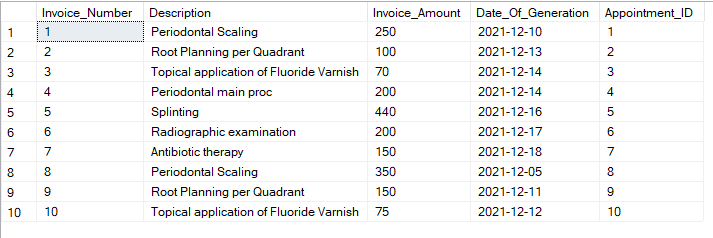 Invoice_Number Description Invoice_Amount Date_Of_Generation Appointment_ID
1 1 Periodontal Scaling 250 2021-12-10 1
2 2 Root Planning per Quadrant 100 2021-12-13 2
3 3 Topical application of Fluoride Varnish 70 2021-12-14 3
4 4 Periodontal main proc 200 2021-12-14 4
5 5 Splinting 440 2021-12-16 5
6 6 Radiographic examination 200 2021-12-17 6
7 7 Antibiotic therapy 150 2021-12-18 7
8 8 Periodontal Scaling 350 2021-12-05 8
9 9 Root Planning per Quadrant 150 2021-12-11 9
10 10 Topical application of Fluoride Varnish 75 2021-12-12 10